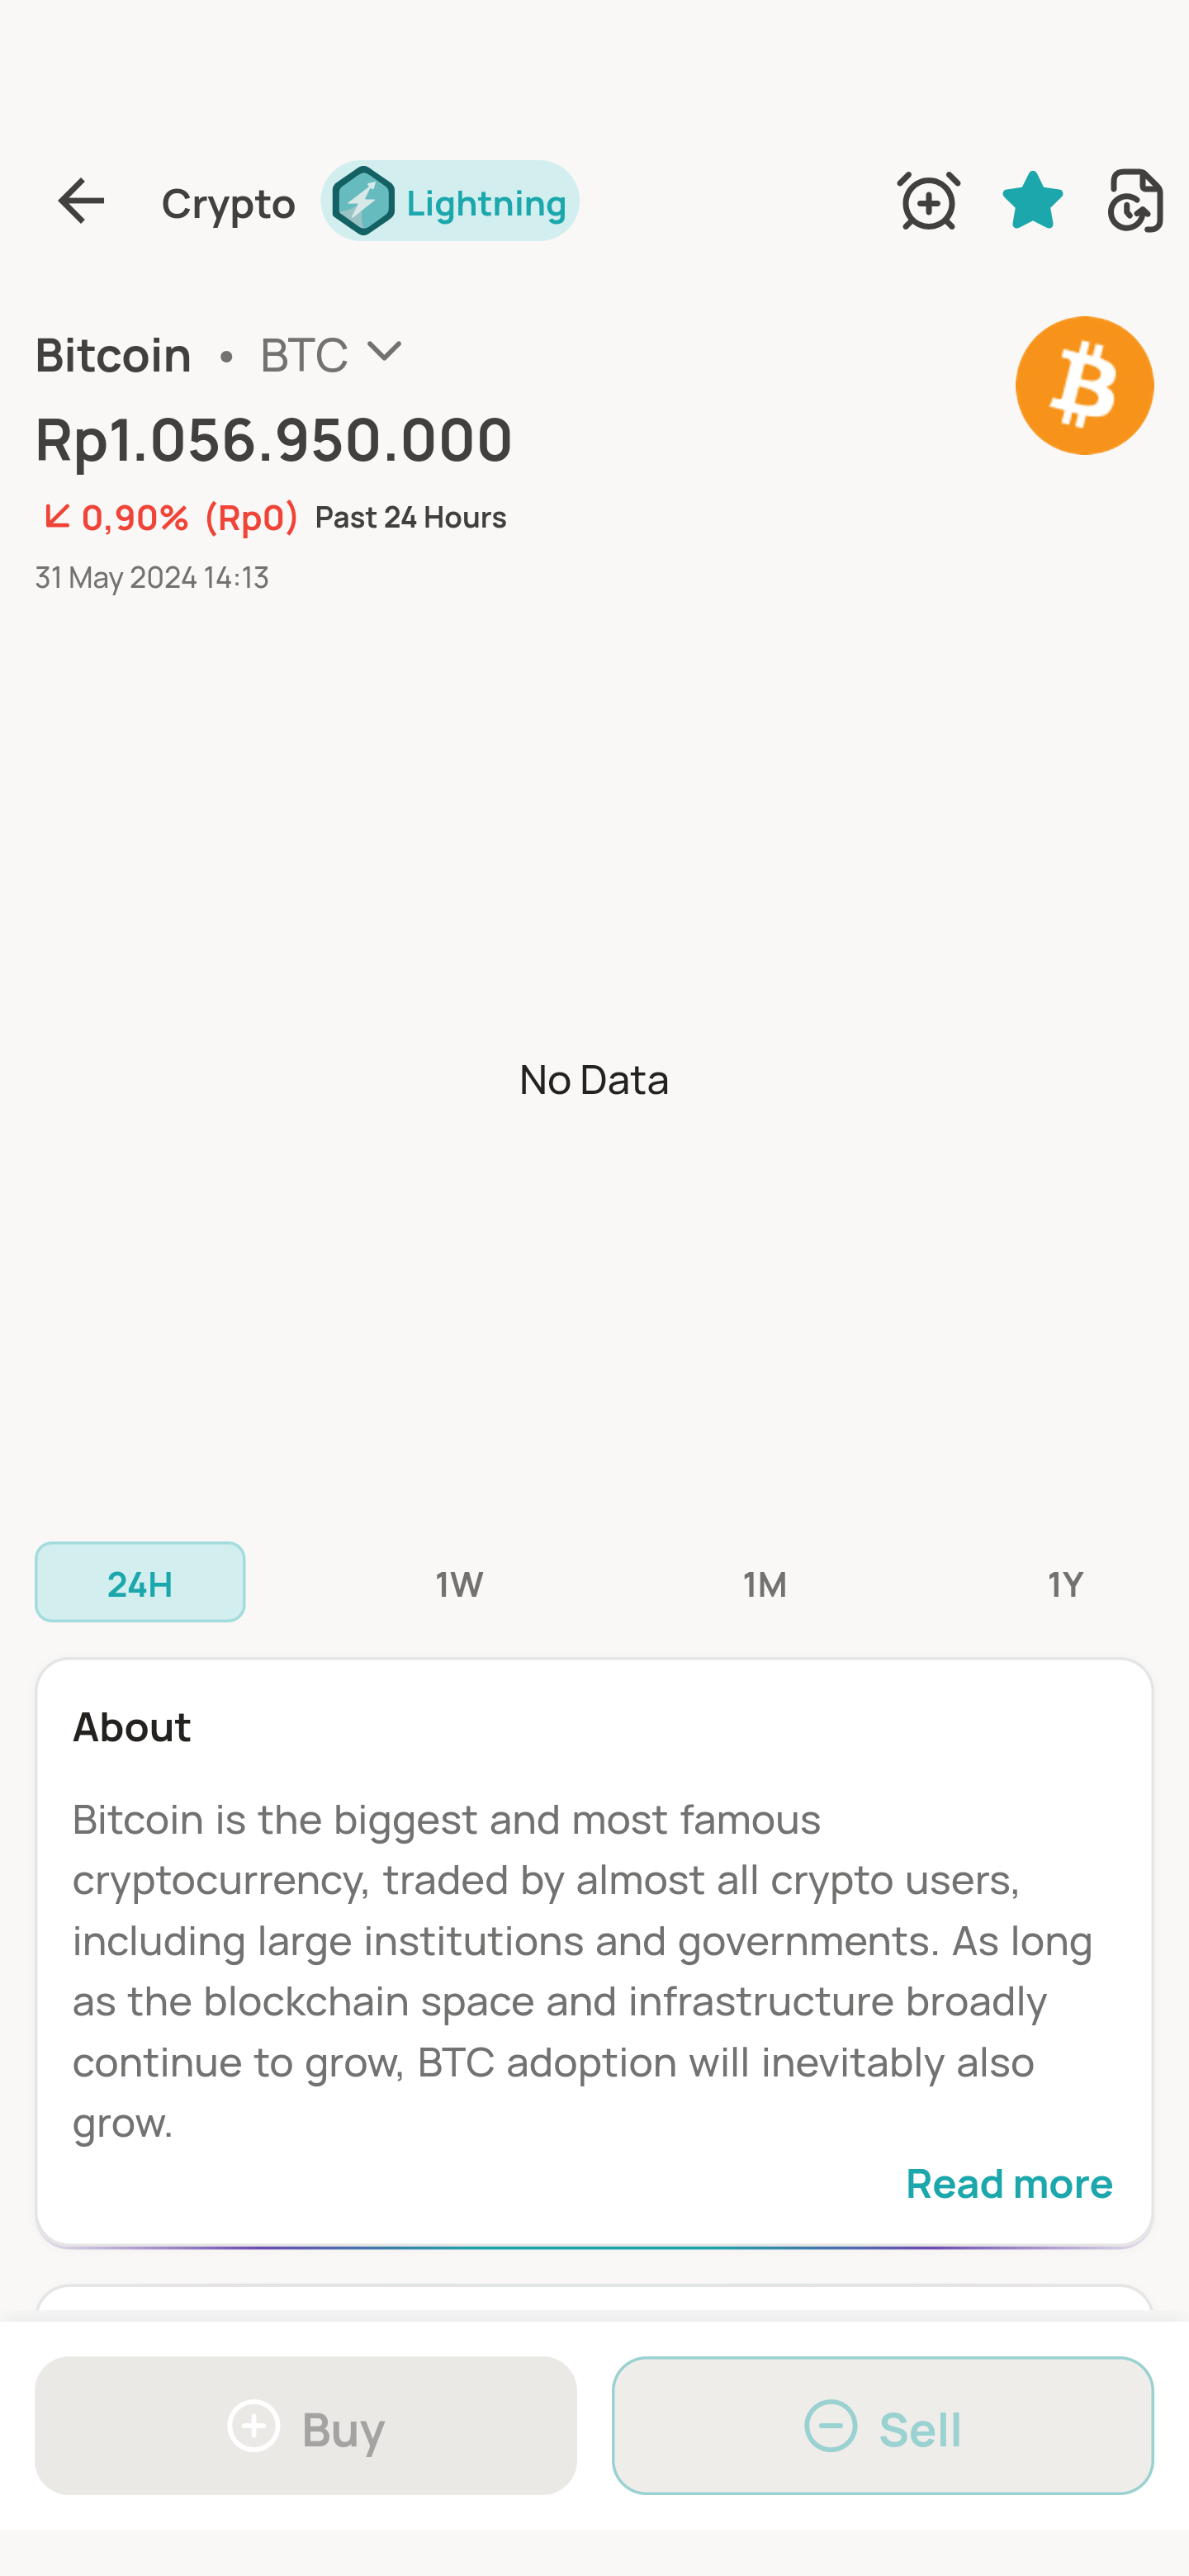 Crypto
Lightning
Bitcoin • BTC
Rp1.056.950.000
0,90% (Rp0) Past 24 Hours
31 May 2024 14:13
No Data
24H 1W 1M 1Y
About
Bitcoin is the biggest and most famous
cryptocurrency, traded by almost all crypto users,
including large institutions and governments. As long
as the blockchain space and infrastructure broadly
continue to grow, BTC adoption will inevitably also
grow.
Read more
Buy
Sell